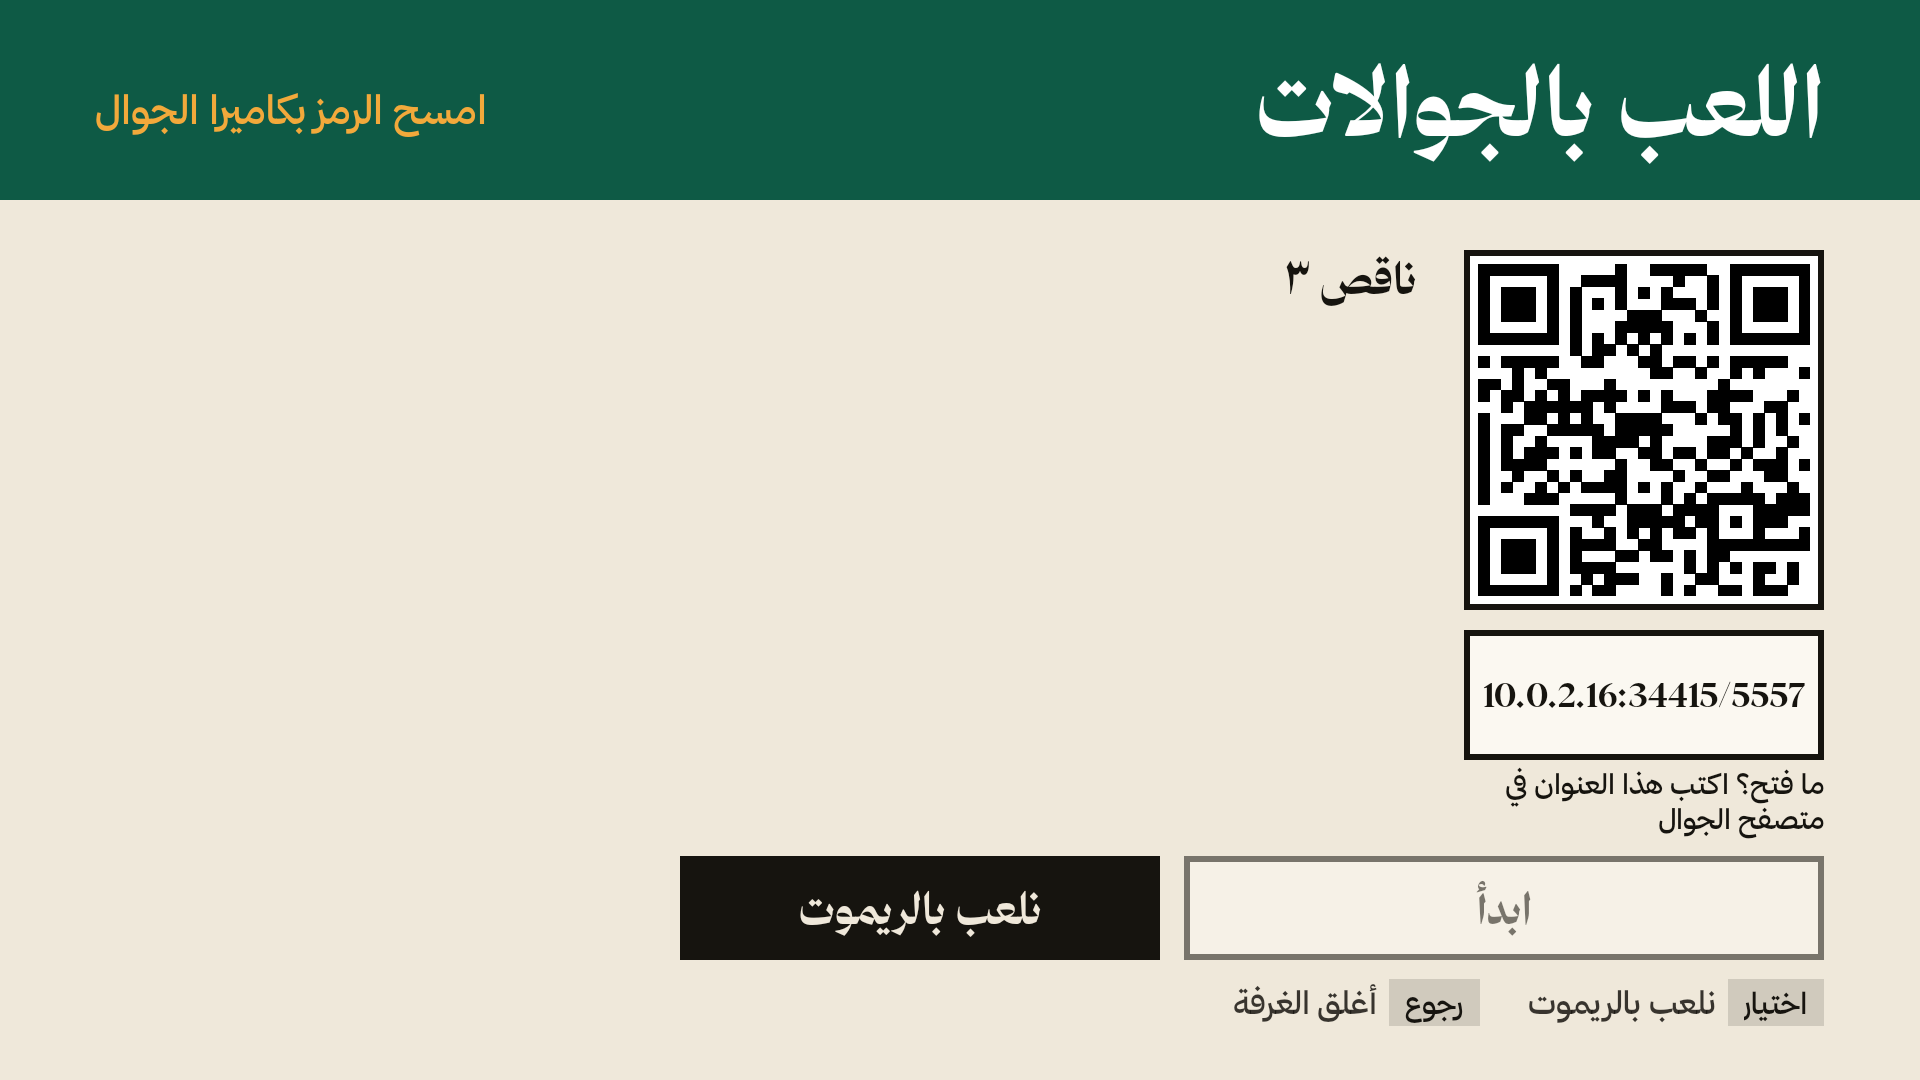 اللعب بالجوالات
امسح الرمز بكاميرا الجوال
ناقص ٣
10.0.2.16:34415/5557
ما فتح؟ اكتب هذا العنوان في
متصفح الجوال
ابدأ
نلعب بالريموت
اختيار نلعب بالريموت رجوع أغلق الغرفة